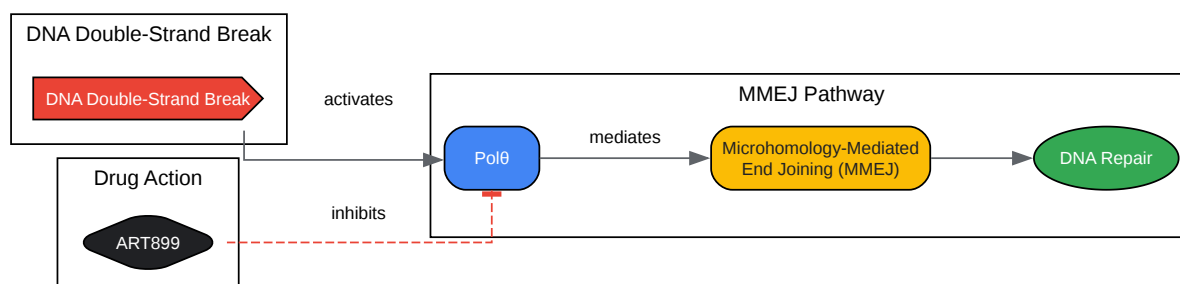 DNA Double-Strand Break
DNA Double-Strand Break
activates
MMEJ Pathway
Polθ
mediates
Microhomology-Mediated
End Joining (MMEJ)
DNA Repair
Drug Action
inhibits
ART899